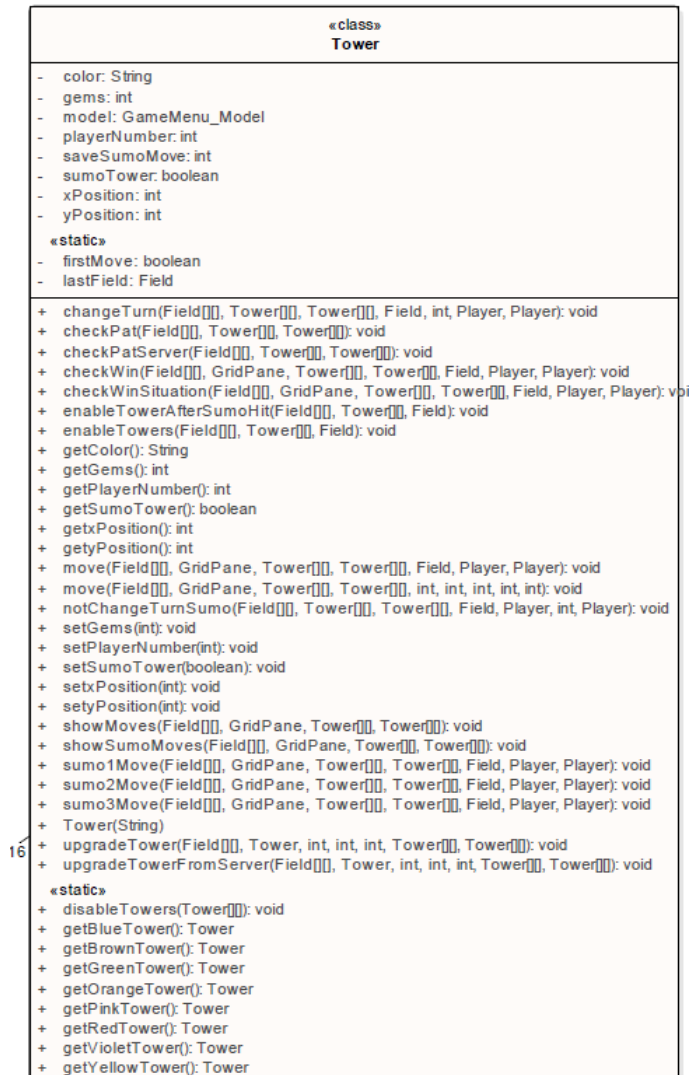 «class»
Tower
- color: String
- gems: int
- model: GameMenu_Model
- playerNumber: int
- saveSumoMove: int
- sumoTower: boolean
- xPosition: int
- yPosition: int
«static»
- firstMove: boolean
- lastField: Field
+ changeTurn(Field[][], Tower[][], Tower[][], Field, int, Player, Player): void
+ checkPat(Field[][], Tower[][], Tower[][]): void
+ checkPatServer(Field[][], Tower[][], Tower[][]): void
+ checkWin(Field[][], GridPane, Tower[][], Tower[][], Field, Player, Player): void
+ checkWinSituation(Field[][], GridPane, Tower[][], Tower[][], Field, Player, Player): voi
+ enableTowerAfterSumoHit(Field[][], Tower[][], Field): void
+ enableTowers(Field[][], Tower[][], Field): void
+ getColor(): String
+ getGems(): int
+ getPlayerNumber(): int
+ getSumoTower(): boolean
+ getxPosition(): int
+ getyPosition(): int
+ move(Field[][], GridPane, Tower[][], Tower[][], Field, Player, Player): void
+ move(Field[][], GridPane, Tower[][], Tower[][], int, int, int, int, int): void
+ notChangeTurnSumo(Field[][], Tower[][], Tower[][], Field, Player, int, Player): void
+ setGems(int): void
+ setPlayerNumber(int): void
+ setSumoTower(boolean): void
+ setxPosition(int): void
+ setyPosition(int): void
+ showMoves(Field[][], GridPane, Tower[][], Tower[][]): void
+ showSumoMoves(Field[][], GridPane, Tower[][], Tower[][]): void
+ sumo1Move(Field[][], GridPane, Tower[][], Tower[][], Field, Player, Player): void
+ sumo2Move(Field[][], GridPane, Tower[][], Tower[][], Field, Player, Player): void
+ sumo3Move(Field[][], GridPane, Tower[][], Tower[][], Field, Player, Player): void
+ Tower(String)
+ upgradeTower(Field[][], Tower, int, int, int, Tower[][], Tower[][]): void
16
+ upgradeTowerFromServer(Field[][], Tower, int, int, int, Tower[][], Tower[][]): void
«static»
+ disableTowers(Tower[][]): void
+ getBlueTower(): Tower
+ getBrownTower(): Tower
+ getGreenTower(): Tower
+ getOrangeTower(): Tower
+ getPinkTower(): Tower
+ getRedTower(): Tower
+ getVioletTower(): Tower
+ getYellowTower(): Tower